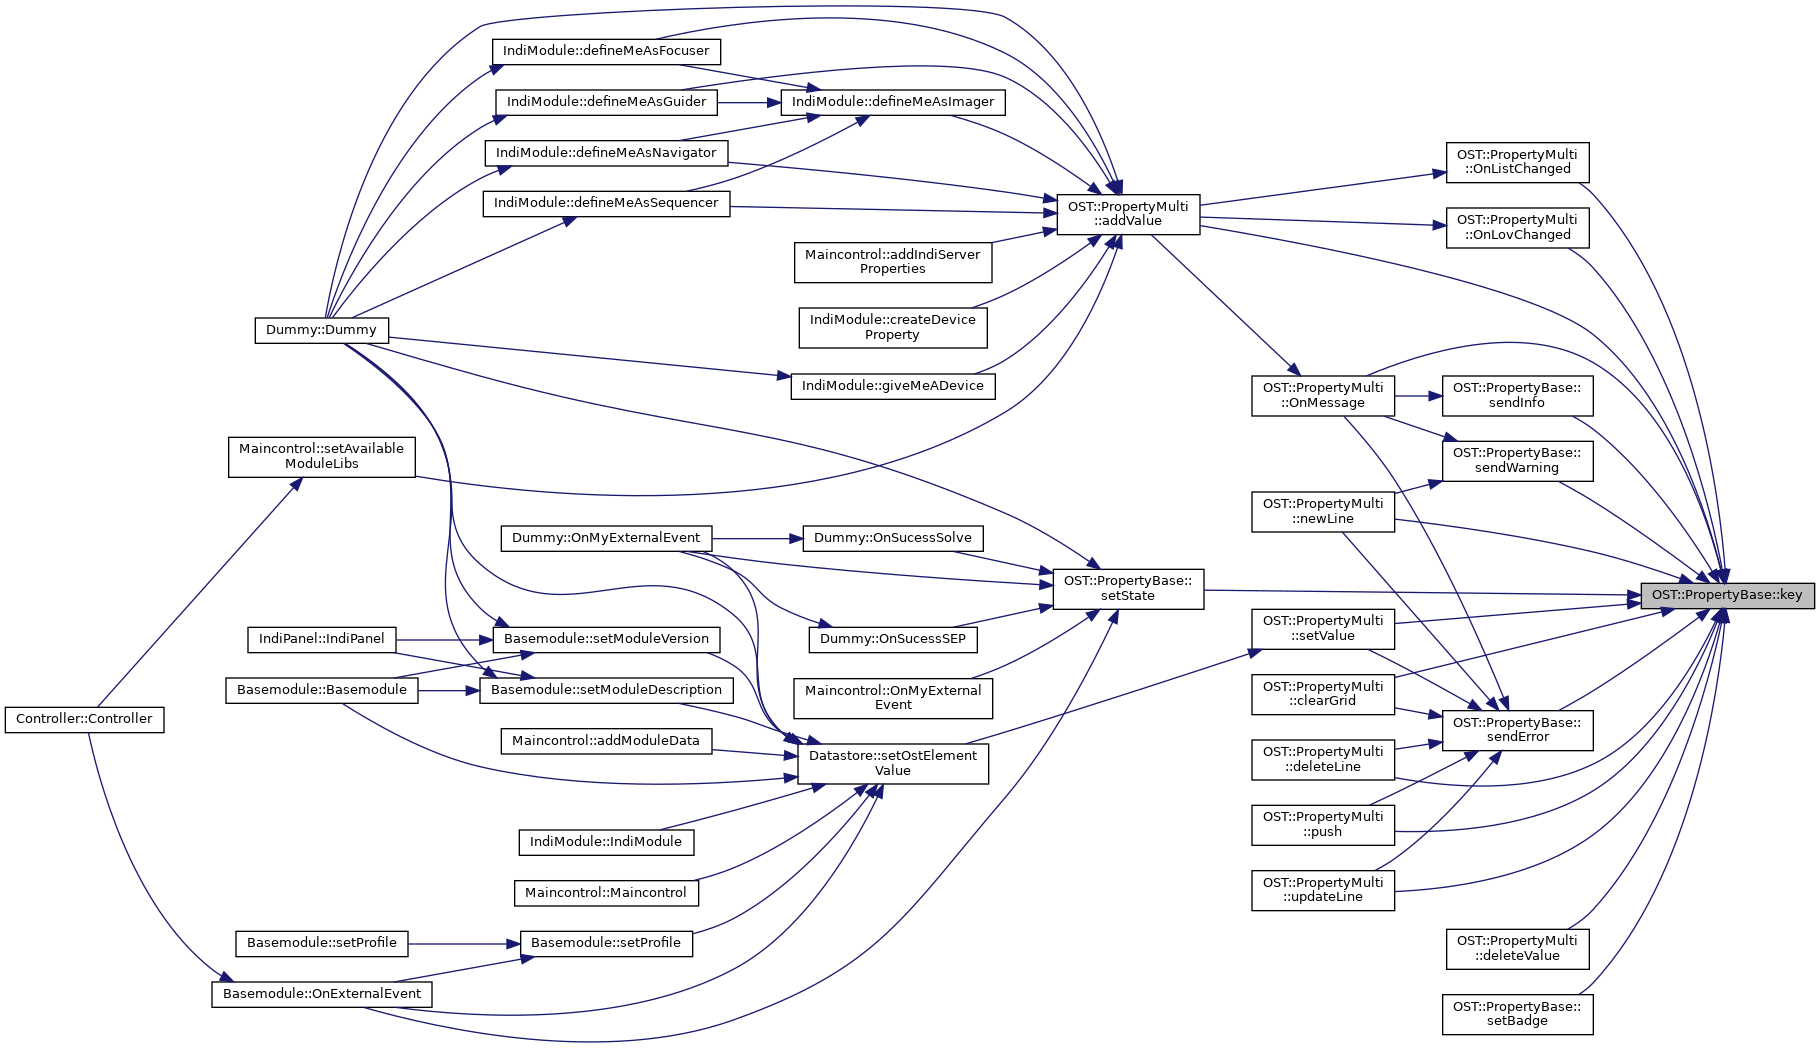 IndiModule::defineMeAsFocuser
IndiModule::defineMeAsGuider
IndiModule::defineMeAsImager
IndiModule::defineMeAsNavigator
IndiModule::defineMeAsSequencer
Maincontrol::addIndiServer
Properties
IndiModule::createDevice
Property
IndiModule::giveMeADevice
Dummy::Dummy
Maincontrol::setAvailable
ModuleLibs
Dummy::OnMyExternalEvent
Dummy::OnSucessSolve
Dummy::OnSucessSEP
IndiPanel::IndiPanel
Basemodule::setModuleVersion
Basemodule::Basemodule
Basemodule::setModuleDescription
Maincontrol::OnMyExternal
Event
Controller::Controller
Maincontrol::addModuleData
Datastore::setOstElement
Value
IndiModule::IndiModule
Maincontrol::Maincontrol
Basemodule::setProfile
Basemodule::setProfile
Basemodule::OnExternalEvent
OST::PropertyMulti
::addValue
OST::PropertyBase::
setState
OST::PropertyMulti
::OnListChanged
OST::PropertyMulti
::OnLovChanged
OST::PropertyMulti
::OnMessage
OST::PropertyBase::
sendInfo
OST::PropertyBase::
sendWarning
OST::PropertyMulti
::newLine
OST::PropertyBase::key
OST::PropertyMulti
::setValue
OST::PropertyMulti
::clearGrid
OST::PropertyBase::
sendError
OST::PropertyMulti
::deleteLine
OST::PropertyMulti
::push
OST::PropertyMulti
::updateLine
OST::PropertyMulti
::deleteValue
OST::PropertyBase::
setBadge